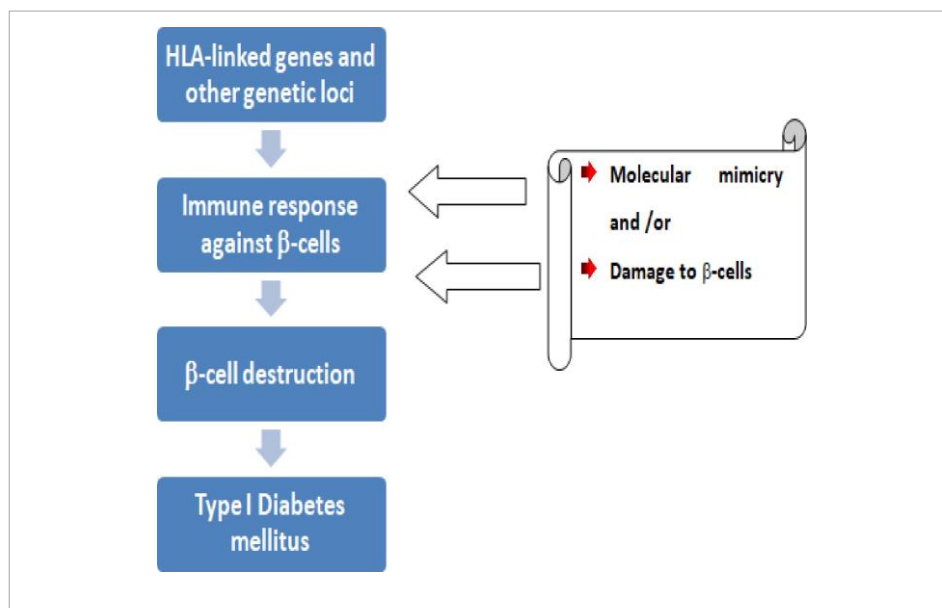 HLA-linked genes and
other genetic loci
Immune response
against β-cells
β-cell destruction
Type I Diabetes
mellitus
Molecular mimicry
and /or
Damage to β-cells